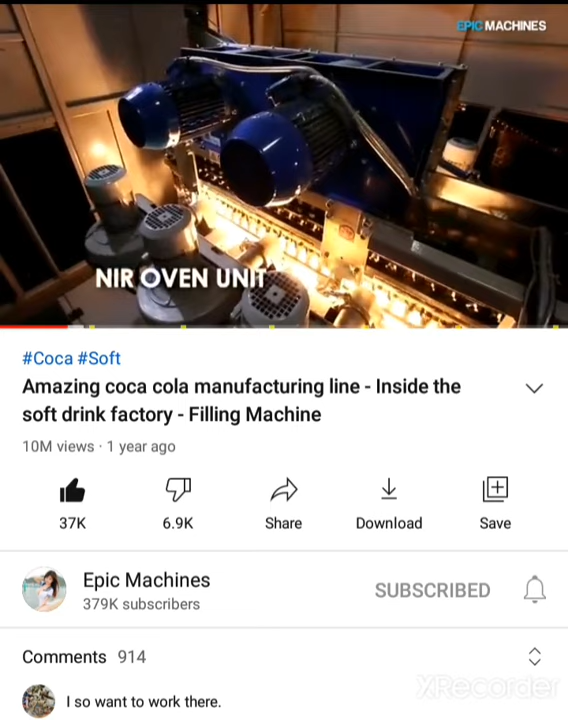 EPIC MACHINES
NIR OVEN UNIT
#Coca #Soft
Amazing coca cola manufacturing line - Inside the
soft drink factory - Filling Machine
10M views · 1 year ago
37K
6.9K
Share
Download
Save
Epic Machines
379K subscribers
SUBSCRIBED
Comments 914
XRecorder
I so want to work there.